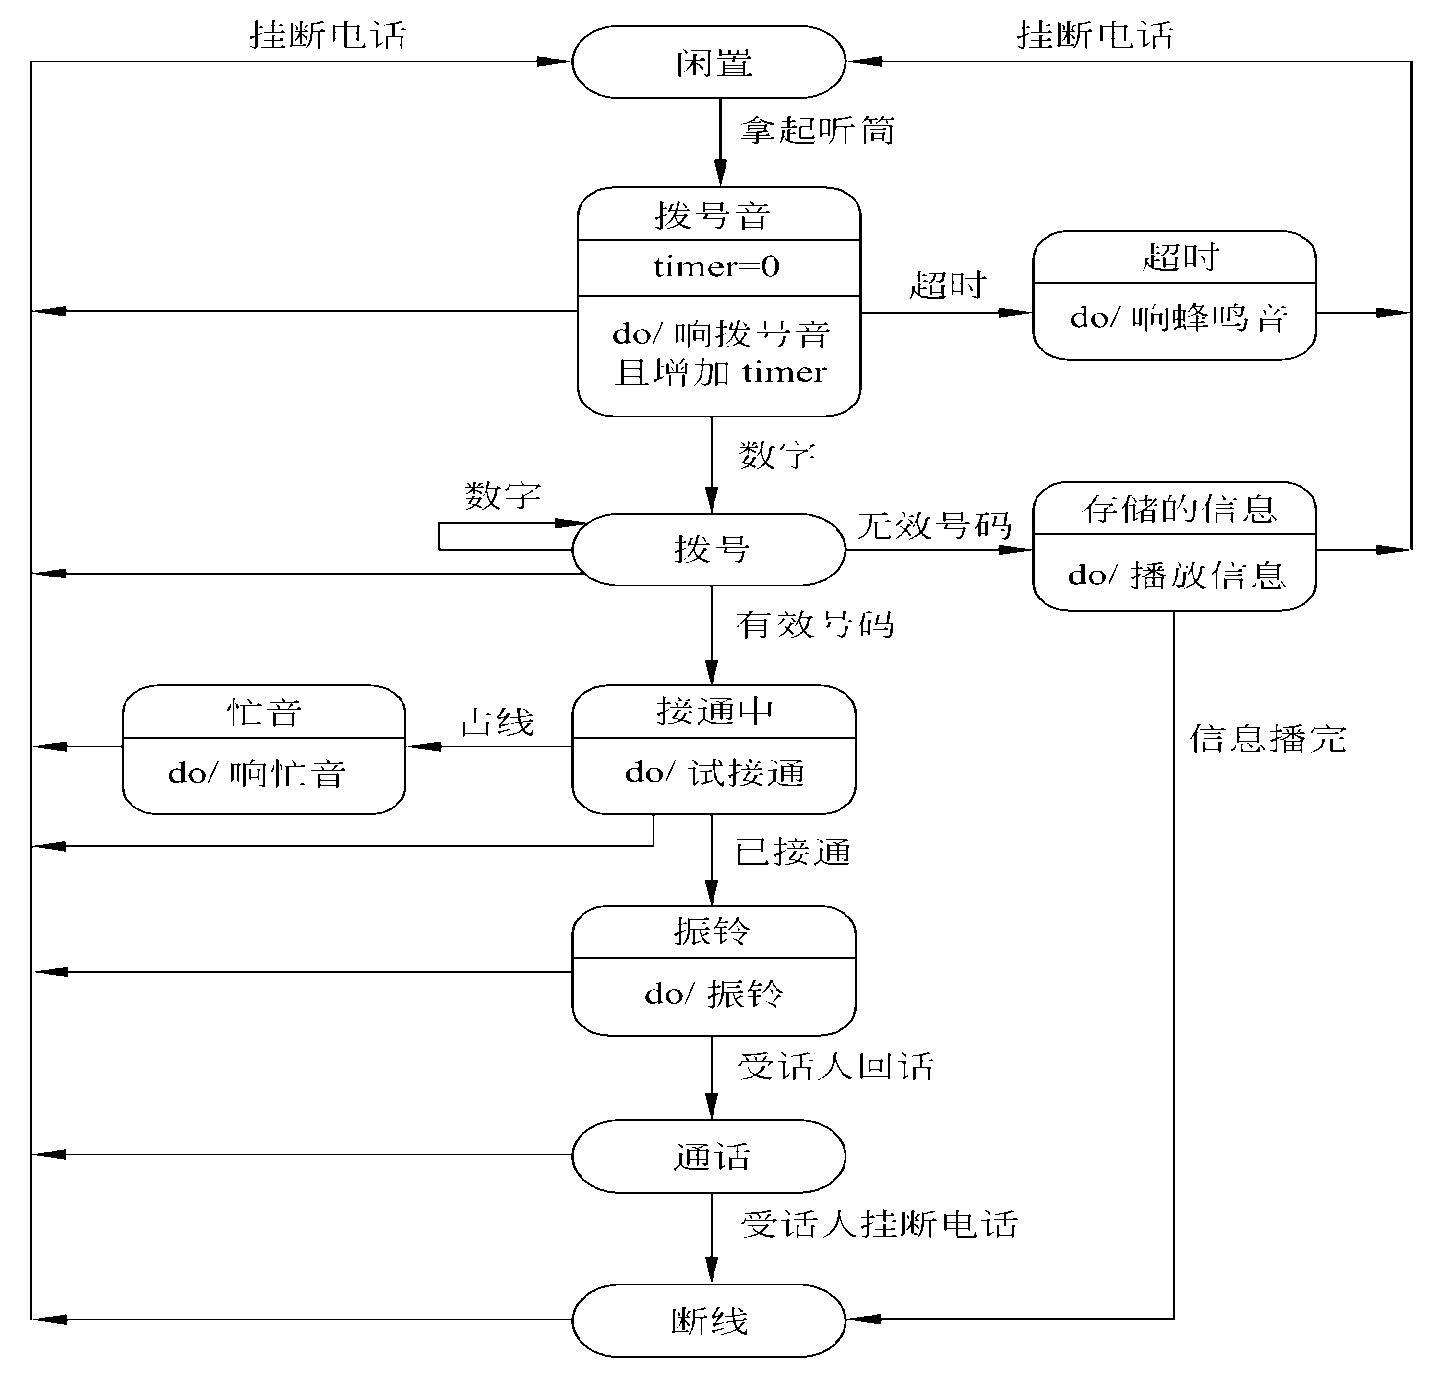 挂断电话
挂断电话
闲置
拿起听筒
拨号音
timer=0
do/响拨号音
且增加 timer
超时
超时
do/响蜂鸣音
数字
数字
拨号
无效号码
存储的信息
do/播放信息
有效号码
忙音
do/响忙音
占线
接通中
do/试接通
信息播完
已接通
振铃
do/振铃
受话人回话
通话
受话人挂断电话
断线